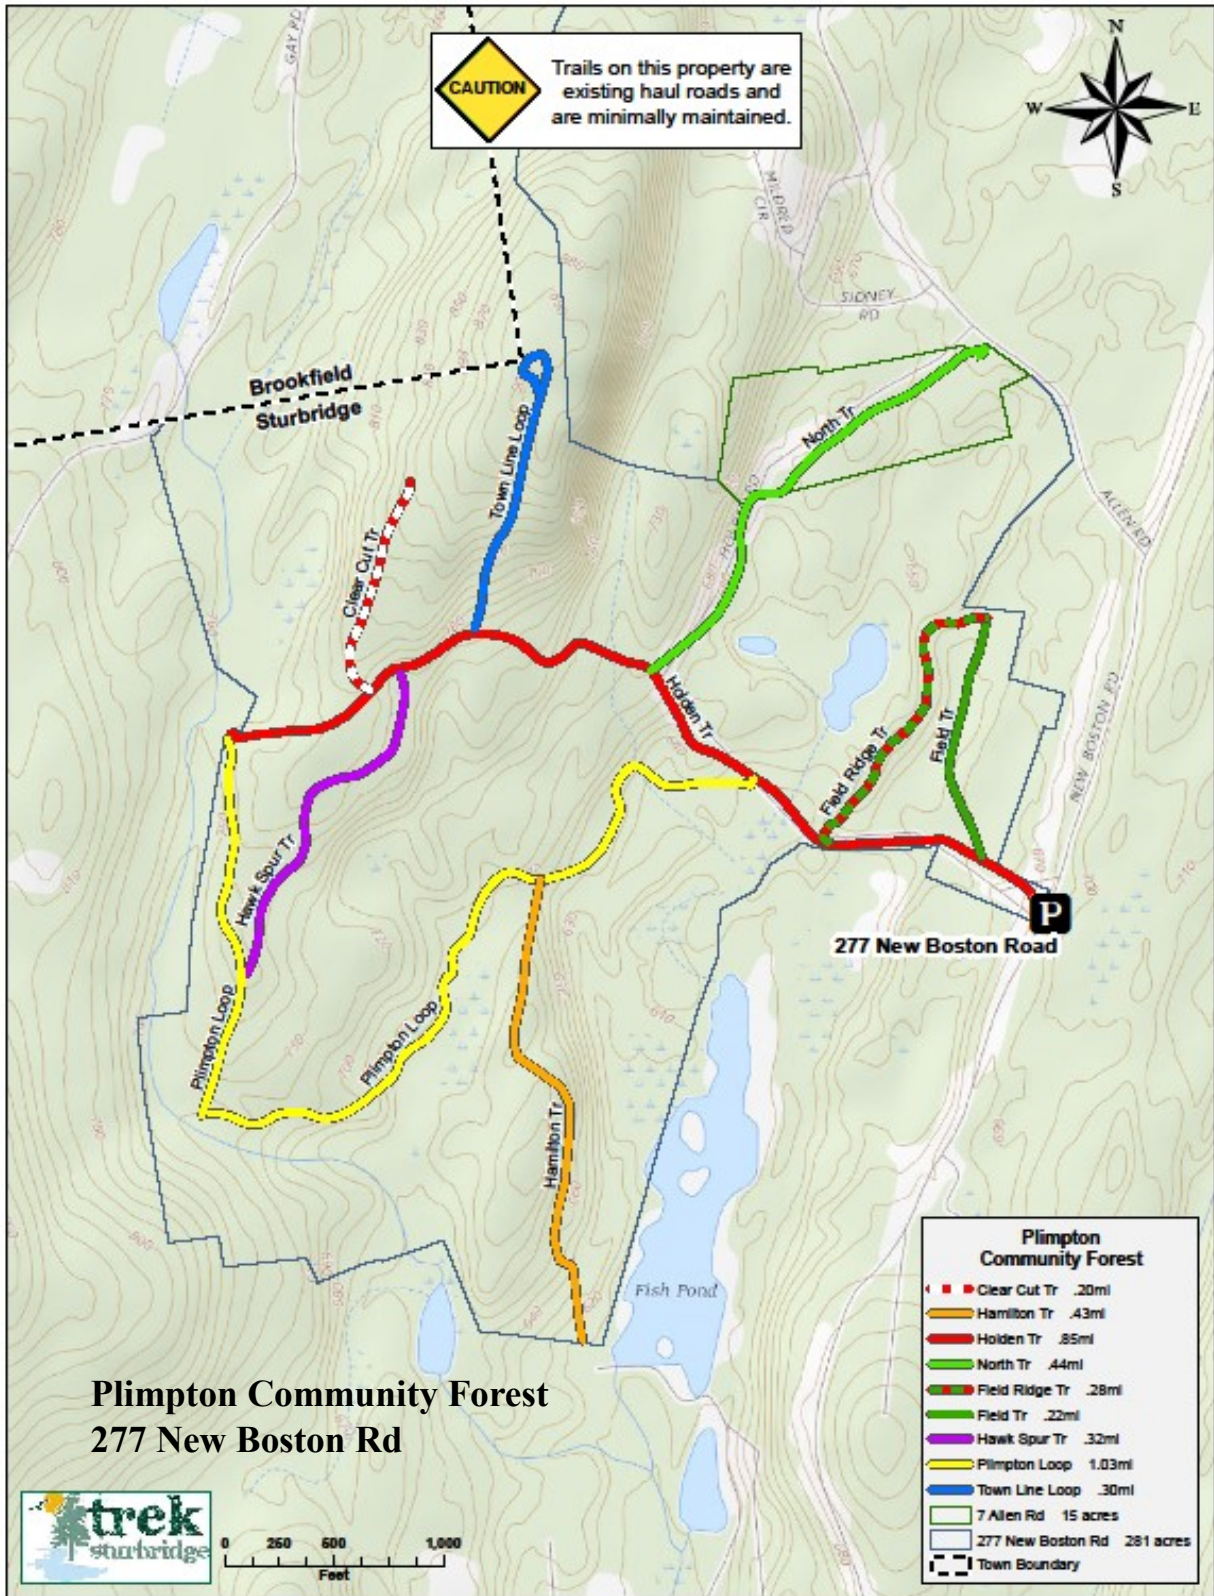 CAUTION
Trails on this property are
existing haul roads and
are minimally maintained.
N
W
E
S
GAY RD
MILDRED
CIR
SIDNEY
RD
ALLEN RD
NEW BOSTON RD
Brookfield
Sturbridge
Town Line Loop
North Tr
Clear Cut Tr
Holden Tr
Field Ridge Tr
Field Tr
Hawk Spur Tr
Plimpton Loop
Plimpton Loop
Hamilton Tr
P
277 New Boston Road
Fish Pond
Plimpton Community Forest
277 New Boston Rd
trek
sturbridge
0 250 500 1,000
Feet
Plimpton
Community Forest
Clear Cut Tr .20mi
Hamilton Tr .43mi
Holden Tr .85mi
North Tr .44mi
Field Ridge Tr .28mi
Field Tr .22mi
Hawk Spur Tr .32mi
Plimpton Loop 1.03mi
Town Line Loop .30mi
7 Allen Rd 15 acres
277 New Boston Rd 281 acres
Town Boundary